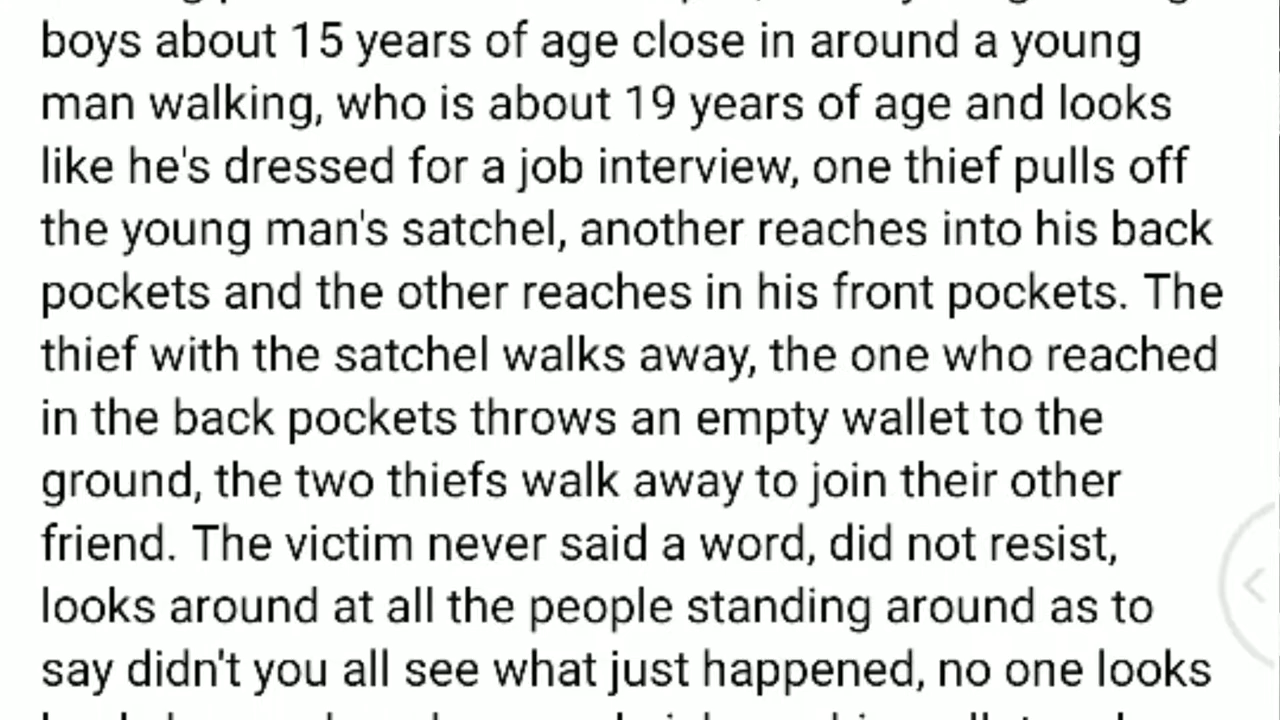 boys about 15 years of age close in around a young
man walking, who is about 19 years of age and looks
like he's dressed for a job interview, one thief pulls off
the young man's satchel, another reaches into his back
pockets and the other reaches in his front pockets. The
thief with the satchel walks away, the one who reached
in the back pockets throws an empty wallet to the
ground, the two thiefs walk away to join their other
friend. The victim never said a word, did not resist,
looks around at all the people standing around as to
say didn't you all see what just happened, no one looks